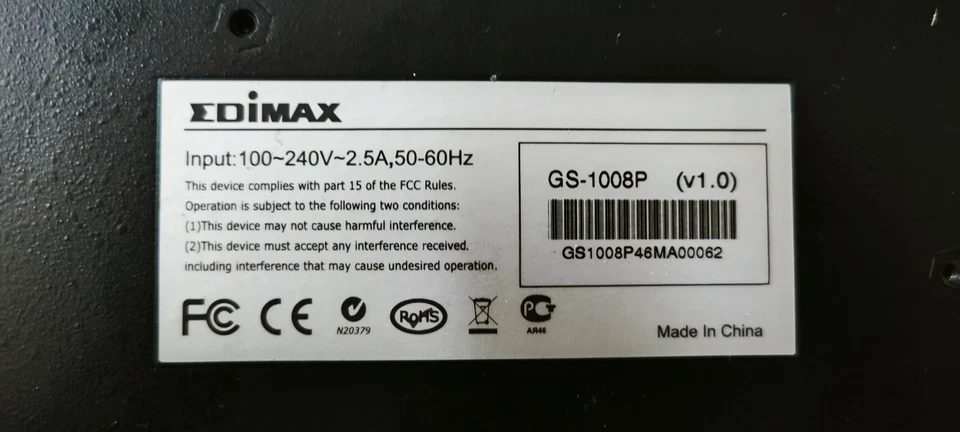 EDIMAX
Input:100~240V~2.5A,50-60Hz
This device complies with part 15 of the FCC Rules.
Operation is subject to the following two conditions:
(1)This device may not cause harmful interference.
(2)This device must accept any interference received.
including interference that may cause undesired operation.
GS-1008P (v1.0)
GS1008P46MA00062
FC CE N20379 RoHS PCT AR46
Made In China